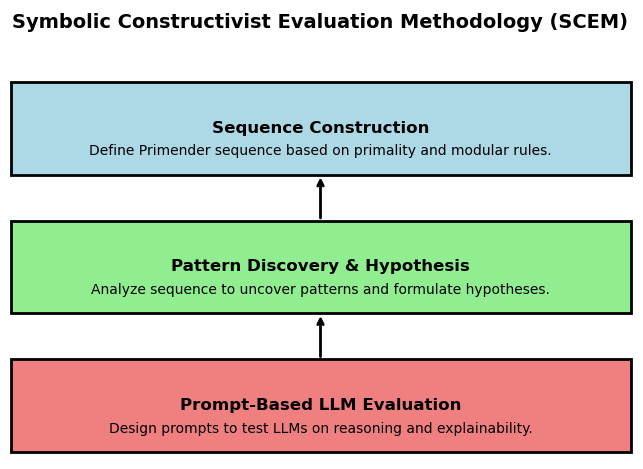 Symbolic Constructivist Evaluation Methodology (SCEM)
Sequence Construction
Define Primender sequence based on primality and modular rules.
Pattern Discovery & Hypothesis
Analyze sequence to uncover patterns and formulate hypotheses.
Prompt-Based LLM Evaluation
Design prompts to test LLMs on reasoning and explainability.